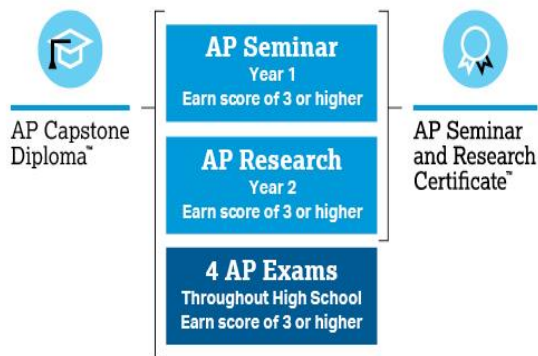 AP Capstone
Diploma™
AP Seminar
Year 1
Earn score of 3 or higher
AP Research
Year 2
Earn score of 3 or higher
4 AP Exams
Throughout High School
Earn score of 3 or higher
AP Seminar
and Research
Certificate™